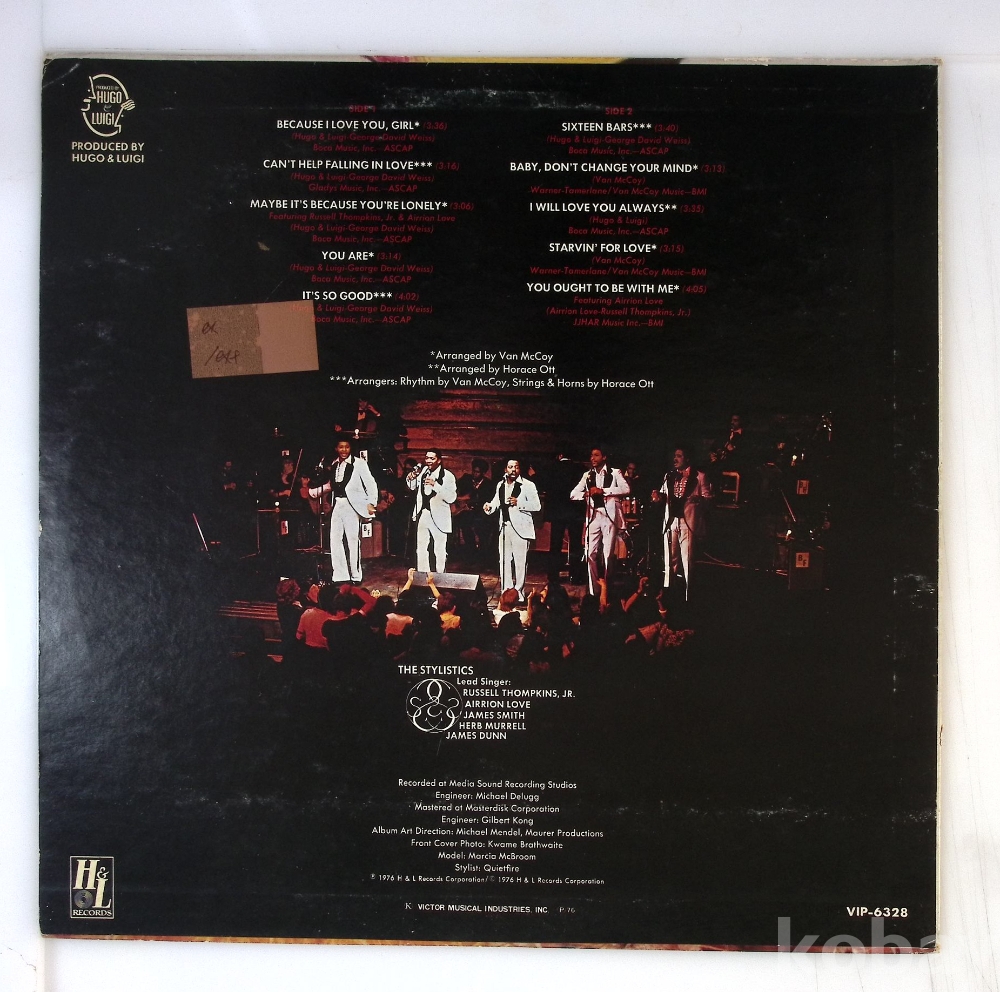 PRODUCED BY
HUGO
&
LUIGI
PRODUCED BY
HUGO & LUIGI
SIDE 1
BECAUSE I LOVE YOU, GIRL* (3:36)
(Hugo & Luigi-George David Weiss)
Boca Music, Inc.—ASCAP
CAN'T HELP FALLING IN LOVE*** (3:16)
(Hugo & Luigi-George David Weiss)
Gladys Music, Inc.—ASCAP
MAYBE IT'S BECAUSE YOU'RE LONELY* (3:06)
Featuring Russell Thompkins, Jr. & Airrion Love
(Hugo & Luigi-George David Weiss)
Boca Music, Inc.—ASCAP
YOU ARE* (3:14)
(Hugo & Luigi-George David Weiss)
Boca Music, Inc.—ASCAP
IT'S SO GOOD*** (4:02)
& Luigi-George David Weiss)
Boca Music, Inc.—ASCAP
SIDE 2
SIXTEEN BARS*** (3:40)
(Hugo & Luigi-George David Weiss)
Boca Music, Inc.—ASCAP
BABY, DON'T CHANGE YOUR MIND* (3:13)
(Van McCoy)
Warner-Tamerlane/Van McCoy Music—BMI
I WILL LOVE YOU ALWAYS** (3:35)
(Hugo & Luigi)
Boca Music, Inc.—ASCAP
STARVIN' FOR LOVE* (3:15)
(Van McCoy)
Warner-Tamerlane/Van McCoy Music—BMI
YOU OUGHT TO BE WITH ME* (4:05)
Featuring Airrion Love
(Airrion Love-Russell Thompkins, Jr.)
JJHAR Music Inc.—BMI
*Arranged by Van McCoy
**Arranged by Horace Ott
***Arrangers: Rhythm by Van McCoy, Strings & Horns by Horace Ott
THE STYLISTICS
Lead Singer:
RUSSELL THOMPKINS, JR.
AIRRION LOVE
JAMES SMITH
HERB MURRELL
JAMES DUNN
Recorded at Media Sound Recording Studios
Engineer: Michael Delugg
Mastered at Masterdisk Corporation
Engineer: Gilbert Kong
Album Art Direction: Michael Mendel, Maurer Productions
Front Cover Photo: Kwame Brathwaite
Model: Marcia McBroom
Stylist: Quietfire
℗ 1976 H & L Records Corporation/© 1976 H & L Records Corporation
H&L
RECORDS
K VICTOR MUSICAL INDUSTRIES, INC. P 76
VIP-6328